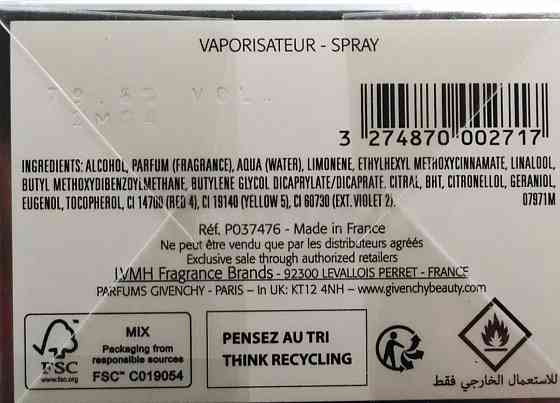 VAPORISATEUR - SPRAY
3 274870 002717
INGREDIENTS: ALCOHOL, PARFUM (FRAGRANCE), AQUA (WATER), LIMONENE, ETHYLHEXYL METHOXYCINNAMATE, LINALOOL,
BUTYL METHOXYDIBENZOYLMETHANE, BUTYLENE GLYCOL DICAPRYLATE/DICAPRATE, CITRAL, BHT, CITRONELLOL, GERANIOL,
EUGENOL, TOCOPHEROL, CI 14700 (RED 4), CI 19140 (YELLOW 5), CI 60730 (EXT. VIOLET 2). 07971M
Réf. P037476 - Made in France
Ne peut être vendu que par les distributeurs agréés
Exclusive sale through authorized retailers
LVMH Fragrance Brands - 92300 LEVALLOIS PERRET - FRANCE
PARFUMS GIVENCHY - PARIS - In UK: KT12 4NH - www.givenchybeauty.com
FSC
www.fsc.org
MIX
Packaging from
responsible sources
FSC™ C019054
PENSEZ AU TRI
THINK RECYCLING
للاستعمال الخارجي فقط